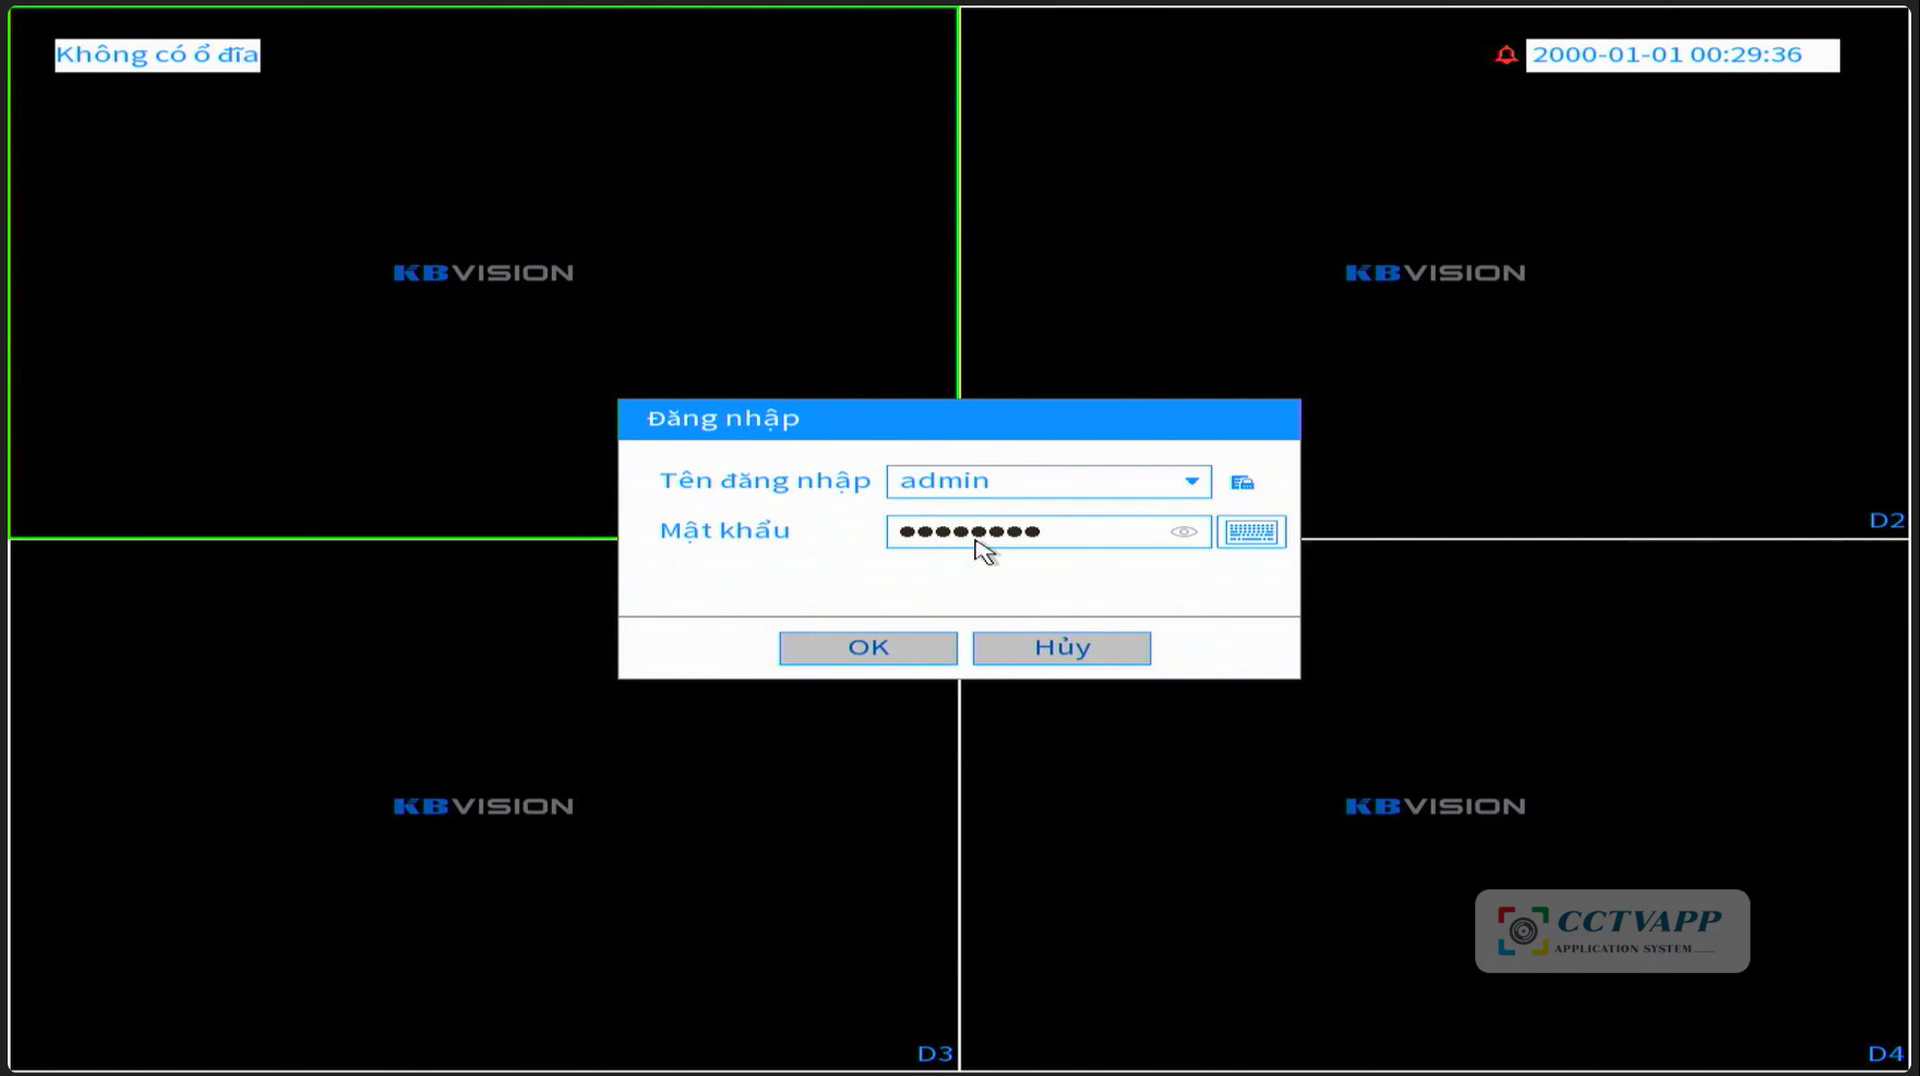 Không có ổ đĩa
2000-01-01 00:29:36
KBVISION
KBVISION
Đăng nhập
Tên đăng nhập
admin
Mật khẩu
D2
OK
Hủy
KBVISION
KBVISION
CCTVAPP
APPLICATION SYSTEM
D3
D4